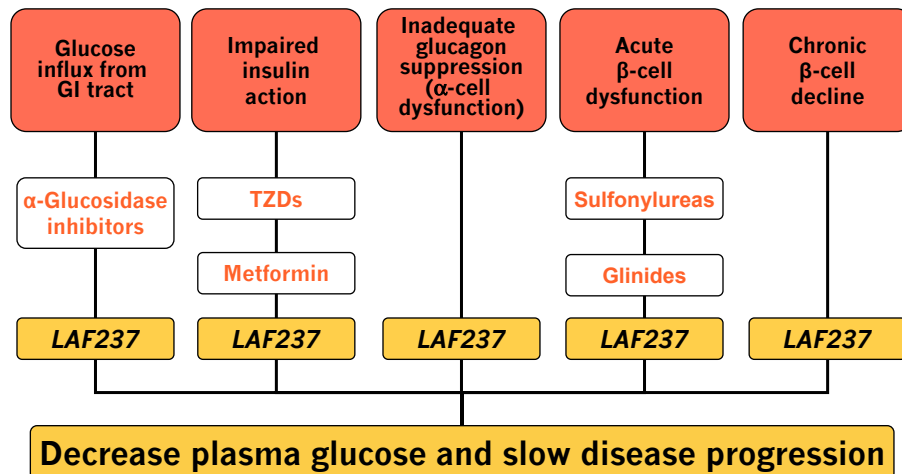 Glucose
influx from
GI tract
Impaired
insulin
action
Inadequate
glucagon
suppression
(α-cell
dysfunction)
Acute
β-cell
dysfunction
Chronic
β-cell
decline
α-Glucosidase
inhibitors
TZDs
Metformin
Sulfonylureas
Glinides
LAF237
LAF237
LAF237
LAF237
LAF237
Decrease plasma glucose and slow disease progression